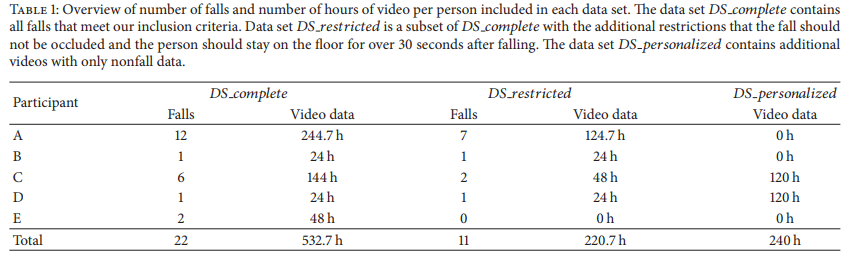 TABLE 1: Overview of number of falls and number of hours of video per person included in each data set. The data set DS_complete contains
all falls that meet our inclusion criteria. Data set DS_restricted is a subset of DS_complete with the additional restrictions that the fall should
not be occluded and the person should stay on the floor for over 30 seconds after falling. The data set DS_personalized contains additional
videos with only nonfall data.
Participant DS_complete DS_restricted DS_personalized
Falls Video data Falls Video data Video data
A 12 244.7 h 7 124.7 h 0 h
B 1 24 h 1 24 h 0 h
C 6 144 h 2 48 h 120 h
D 1 24 h 1 24 h 120 h
E 2 48 h 0 0 h 0 h
Total 22 532.7 h 11 220.7 h 240 h